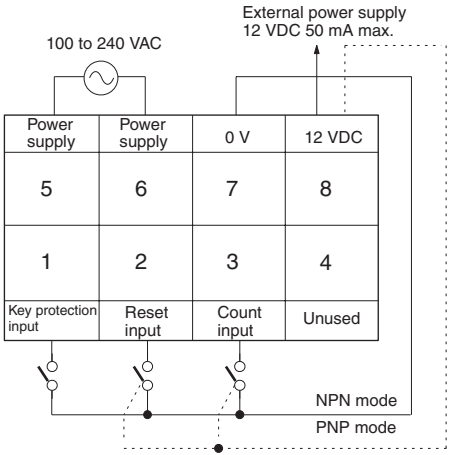 External power supply
12 VDC 50 mA max.
100 to 240 VAC
Power supply
Power supply
0 V
12 VDC
5
6
7
8
1
2
3
4
Key protection input
Reset input
Count input
Unused
NPN mode
PNP mode